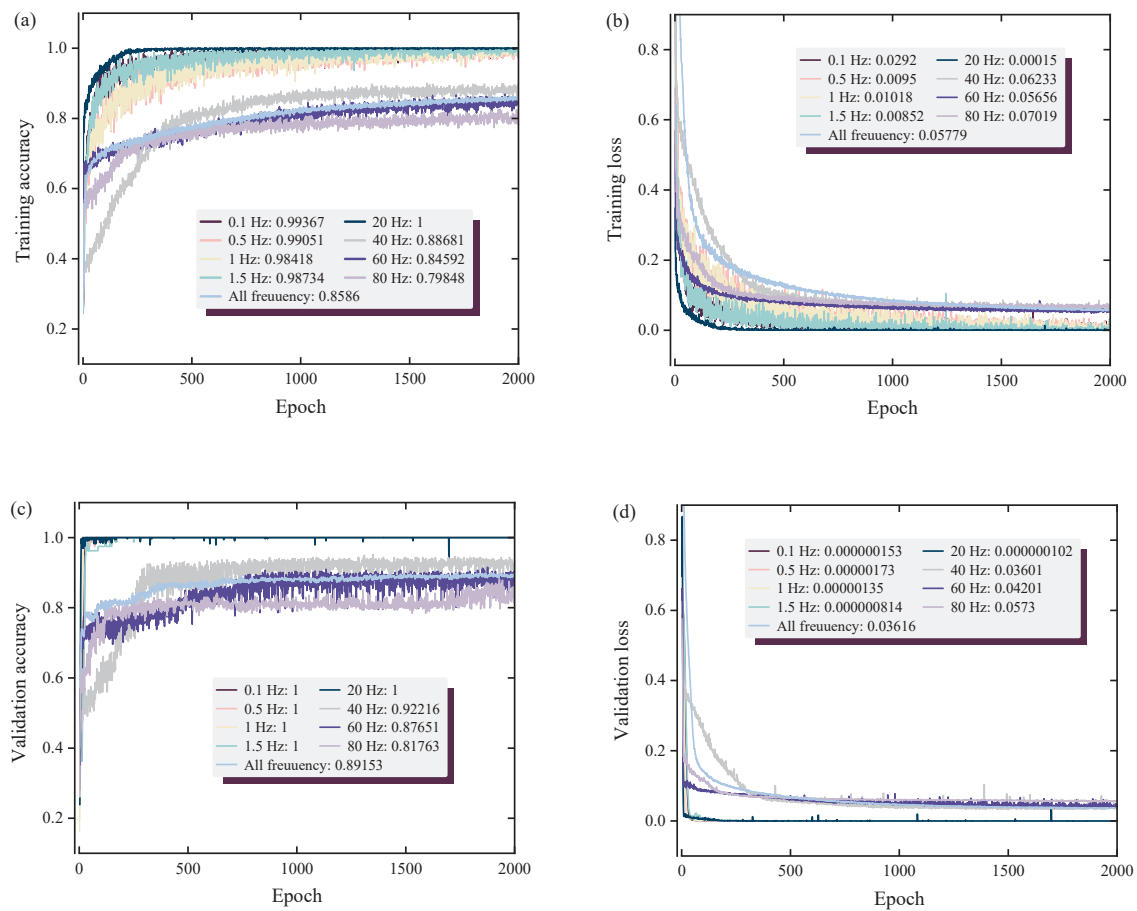 (a)
Training accuracy
1.0
0.8
0.6
0.4
0.2
0.1 Hz: 0.99367
20 Hz: 1
0.5 Hz: 0.99051
40 Hz: 0.88681
1 Hz: 0.98418
60 Hz: 0.84592
1.5 Hz: 0.98734
80 Hz: 0.79848
All freuuency: 0.8586
0
500
1000
1500
2000
Epoch
(b)
Training loss
0.8
0.6
0.4
0.2
0.0
0.1 Hz: 0.0292
20 Hz: 0.00015
0.5 Hz: 0.0095
40 Hz: 0.06233
1 Hz: 0.01018
60 Hz: 0.05656
1.5 Hz: 0.00852
80 Hz: 0.07019
All freuuency: 0.05779
0
500
1000
1500
2000
Epoch
(c)
Validation accuracy
1.0
0.8
0.6
0.4
0.2
0.1 Hz: 1
20 Hz: 1
0.5 Hz: 1
40 Hz: 0.92216
1 Hz: 1
60 Hz: 0.87651
1.5 Hz: 1
80 Hz: 0.81763
All freuuency: 0.89153
0
500
1000
1500
2000
Epoch
(d)
Validation loss
0.8
0.6
0.4
0.2
0.0
0.1 Hz: 0.000000153
20 Hz: 0.000000102
0.5 Hz: 0.00000173
40 Hz: 0.03601
1 Hz: 0.00000135
60 Hz: 0.04201
1.5 Hz: 0.000000814
80 Hz: 0.0573
All freuuency: 0.03616
0
500
1000
1500
2000
Epoch